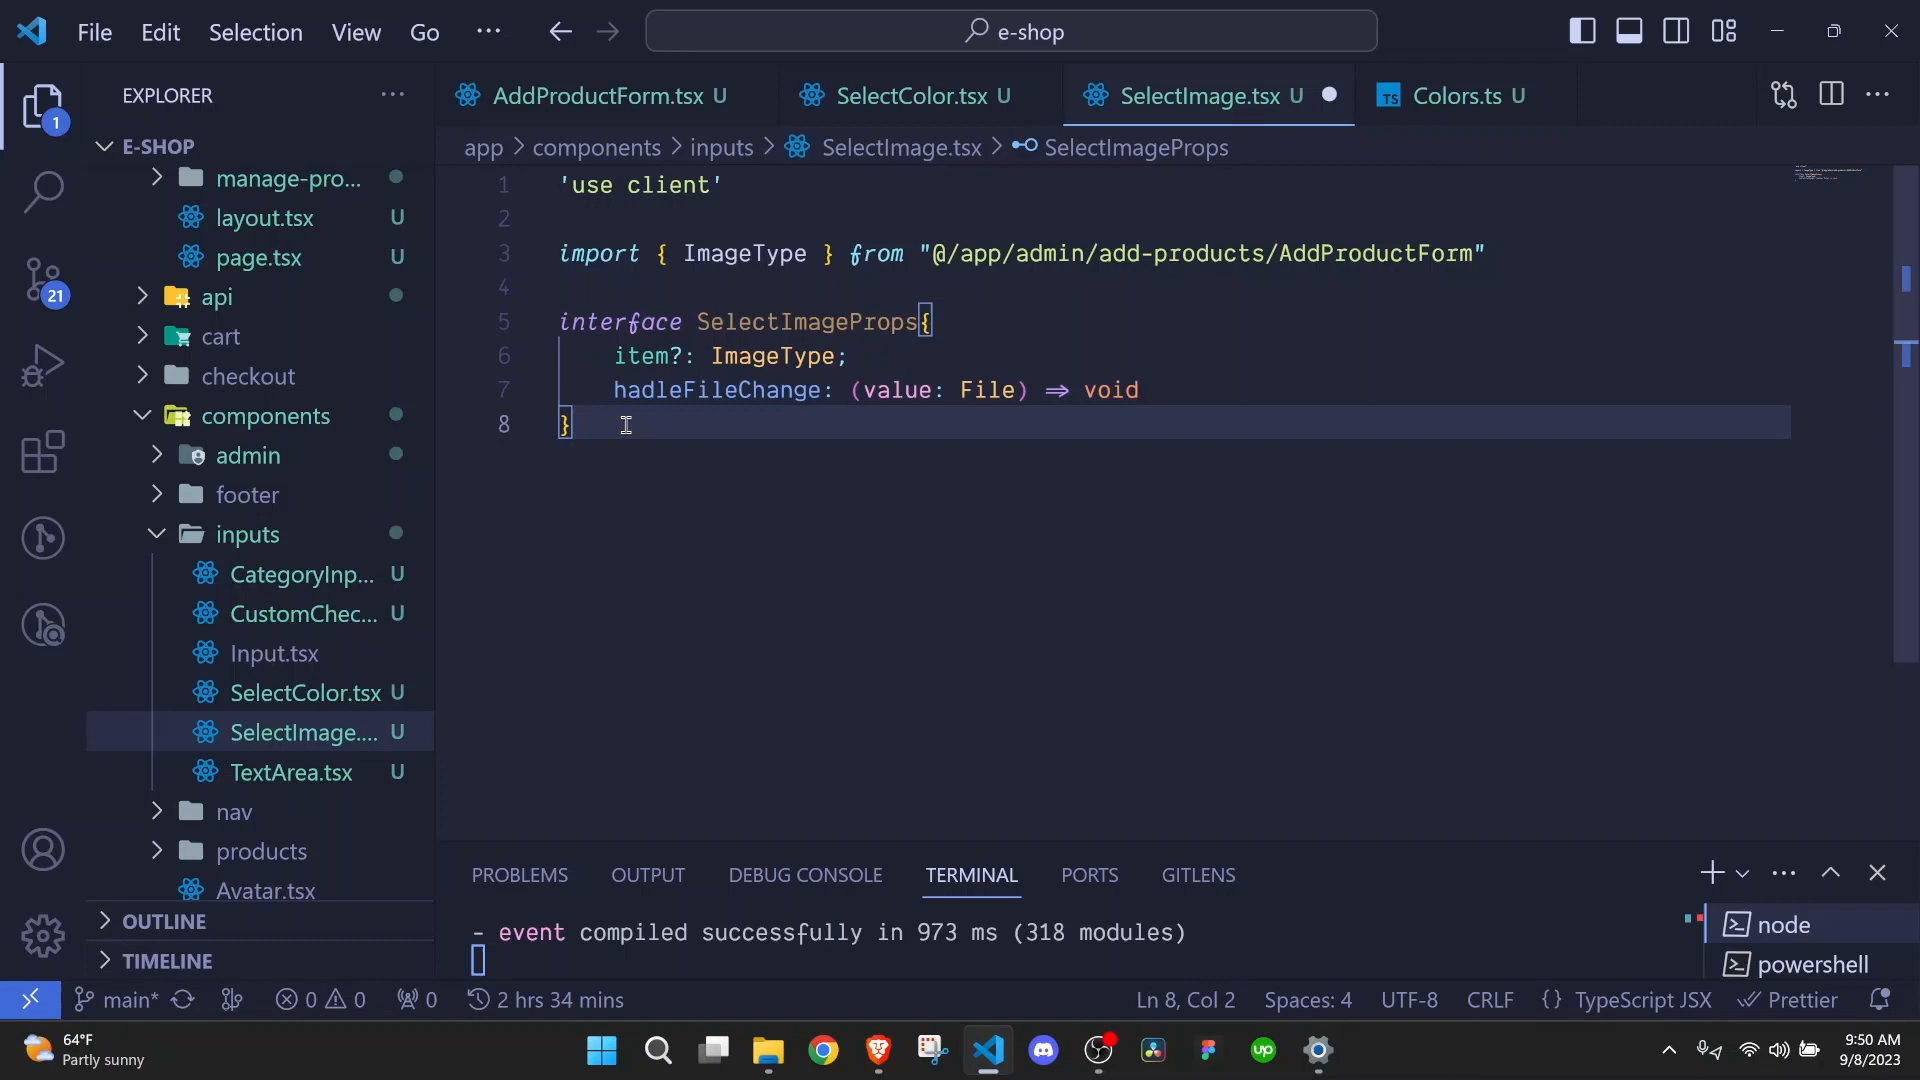 File Edit Selection View Go ··· e-shop
EXPLORER ···
E-SHOP
manage-pro...
layout.tsx U
page.tsx U
api
cart
checkout
components
admin
footer
inputs
CategoryInp... U
CustomChec... U
Input.tsx
SelectColor.tsx U
SelectImage.... U
TextArea.tsx U
nav
products
Avatar.tsx
OUTLINE
TIMELINE
1
21
AddProductForm.tsx U SelectColor.tsx U SelectImage.tsx U TS Colors.ts U
app > components > inputs > SelectImage.tsx > SelectImageProps
1 'use client'
2
3 import { ImageType } from "@/app/admin/add-products/AddProductForm"
4
5 interface SelectImageProps{
6 item?: ImageType;
7 hadleFileChange: (value: File) => void
8 }
PROBLEMS OUTPUT DEBUG CONSOLE TERMINAL PORTS GITLENS
- event compiled successfully in 973 ms (318 modules)
node
powershell
main* 0 0 0 2 hrs 34 mins Ln 8, Col 2 Spaces: 4 UTF-8 CRLF {} TypeScript JSX Prettier
64°F
Partly sunny
up
9:50 AM
9/8/2023